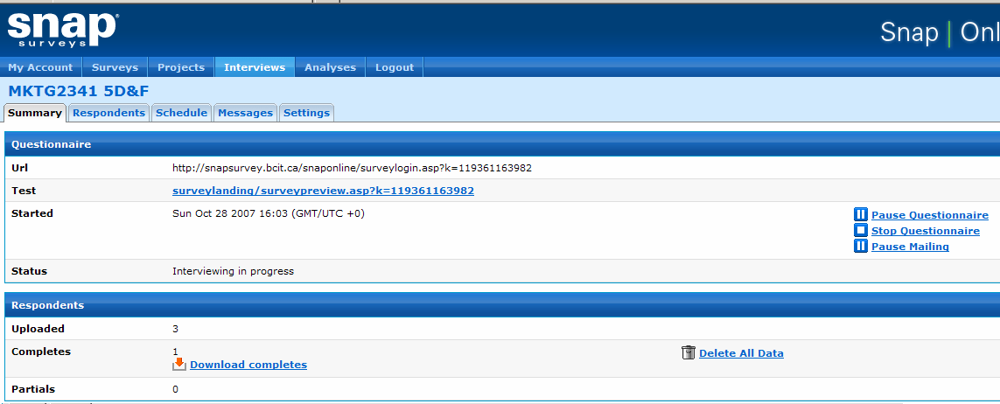 snap
surveys
Snap | Onl
My Account Surveys Projects Interviews Analyses Logout
MKTG2341 5D&F
Summary Respondents Schedule Messages Settings
Questionnaire
Url http://snapsurvey.bcit.ca/snaponline/surveylogin.asp?k=119361163982
Test surveylanding/surveypreview.asp?k=119361163982
Started Sun Oct 28 2007 16:03 (GMT/UTC +0) Pause Questionnaire
Stop Questionnaire
Pause Mailing
Status Interviewing in progress
Respondents
Uploaded 3
Completes 1 Delete All Data
Download completes
Partials 0